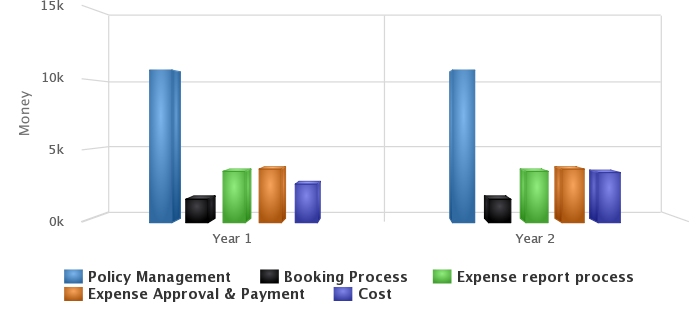 15k
10k
5k
0k
Money
Year 1
Year 2
Policy Management
Booking Process
Expense report process
Expense Approval & Payment
Cost